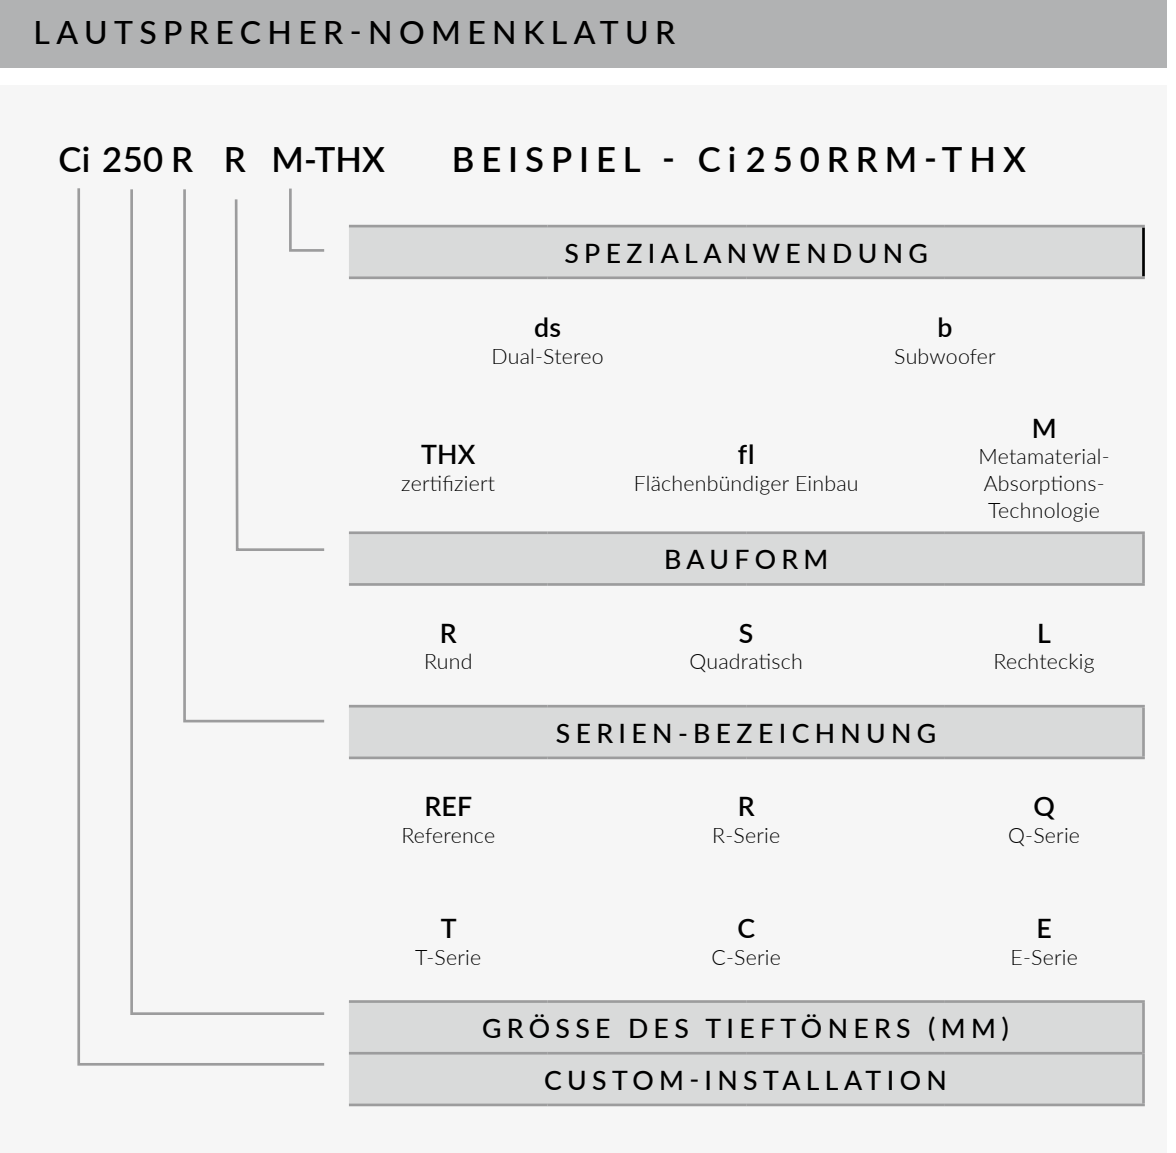 LAUTSPRECHER-NOMENKLATUR
Ci 250 R R M-THX BEISPIEL - Ci250RRM-THX
SPEZIALANWENDUNG
ds b
Dual-Stereo Subwoofer
THX fl M
zertifiziert Flächenbündiger Einbau Metamaterial-
Absorptions-
Technologie
BAUFORM
R S L
Rund Quadratisch Rechteckig
SERIEN-BEZEICHNUNG
REF R Q
Reference R-Serie Q-Serie
T C E
T-Serie C-Serie E-Serie
GRÖSSE DES TIEFTÖNERS (MM)
CUSTOM-INSTALLATION